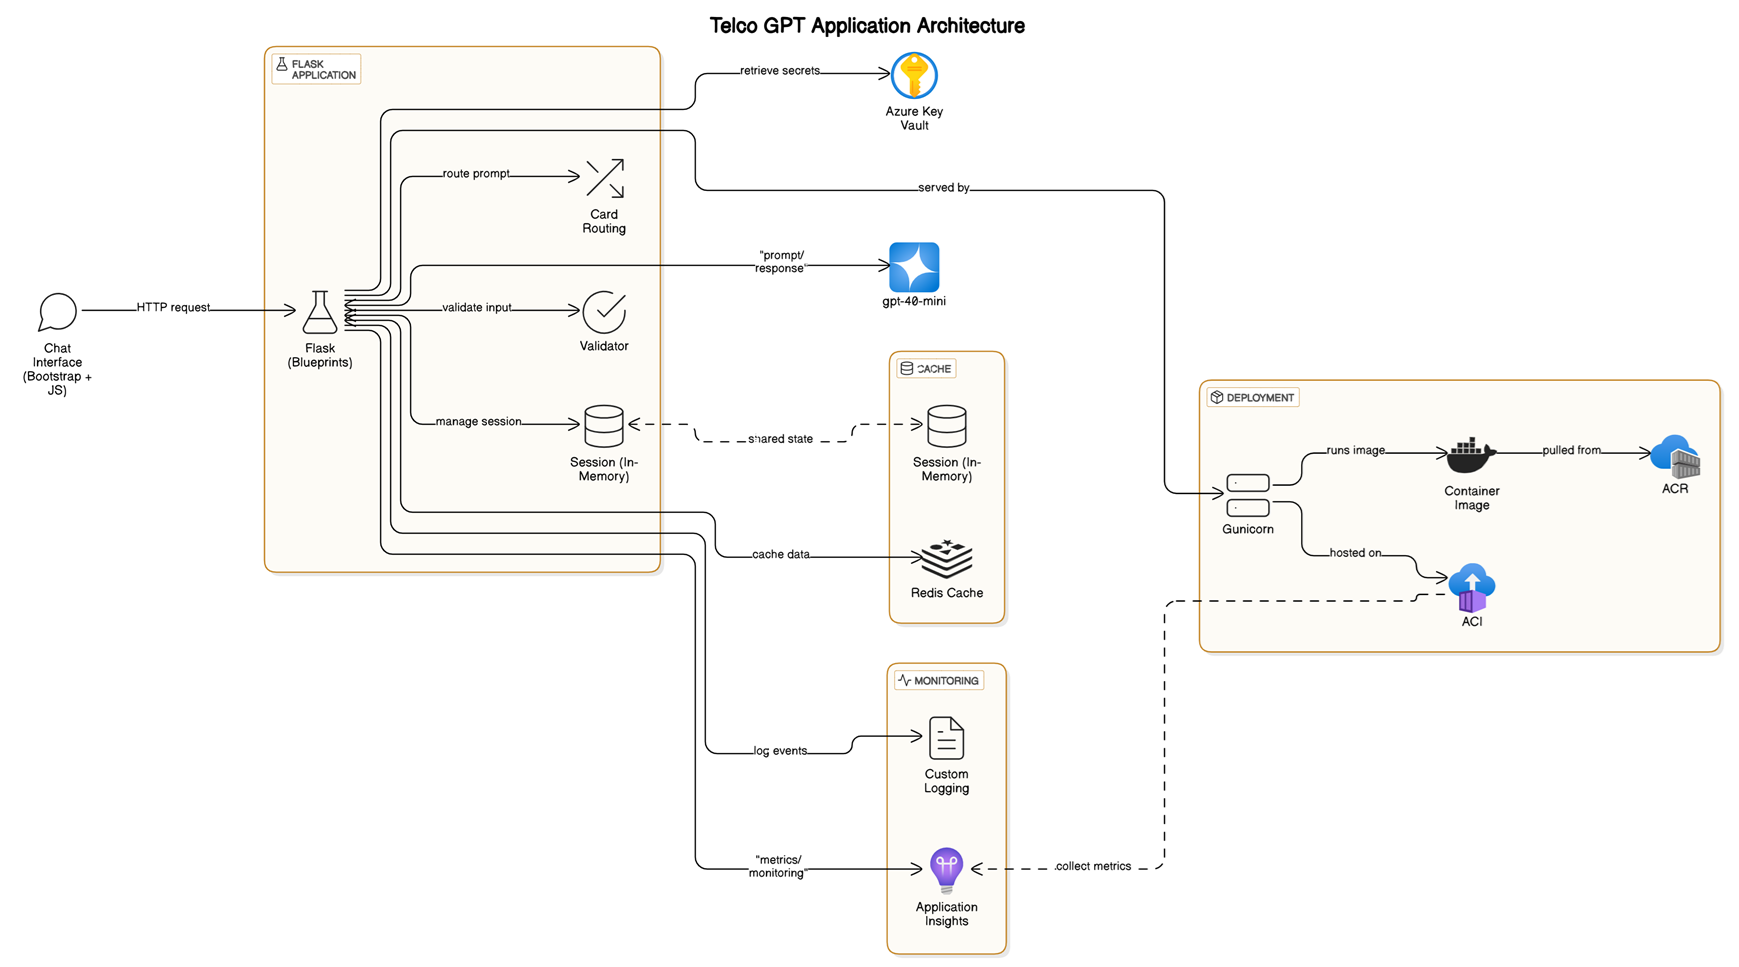 Telco GPT Application Architecture
FLASK
APPLICATION
retrieve secrets
Azure Key
Vault
route prompt
Card
Routing
served by
"prompt/
response"
gpt-40-mini
HTTP request
Chat
Interface
(Bootstrap +
JS)
Flask
(Blueprints)
validate input
Validator
manage session
Session (In-
Memory)
shared state
CACHE
Session (In-
Memory)
cache data
Redis Cache
DEPLOYMENT
runs image
Container
Image
pulled from
ACR
Gunicorn
hosted on
ACI
MONITORING
log events
Custom
Logging
"metrics/
monitoring"
Application
Insights
collect metrics